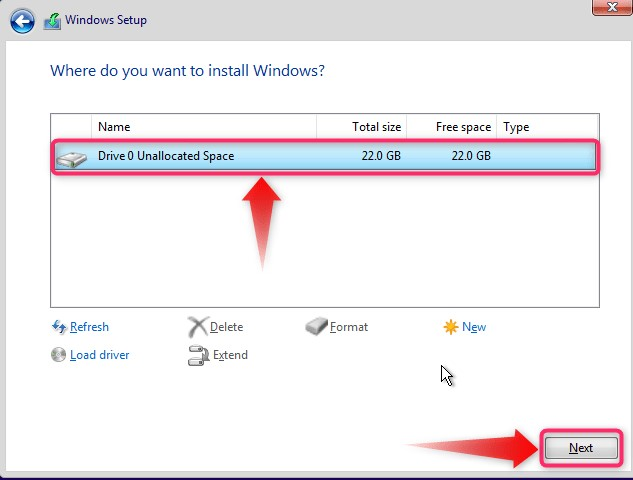 Windows Setup
Where do you want to install Windows?
Name Total size Free space Type
Drive 0 Unallocated Space 22.0 GB 22.0 GB
Refresh Delete Format New
Load driver Extend
Next